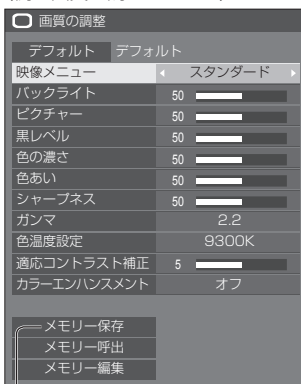 画質の調整
デフォルト デフォルト
映像メニュー スタンダード
バックライト 50
ピクチャー 50
黒レベル 50
色の濃さ 50
色あい 50
シャープネス 50
ガンマ 2.2
色温度設定 9300K
適応コントラスト補正 5
カラーエンハンスメント オフ
メモリー保存
メモリー呼出
メモリー編集